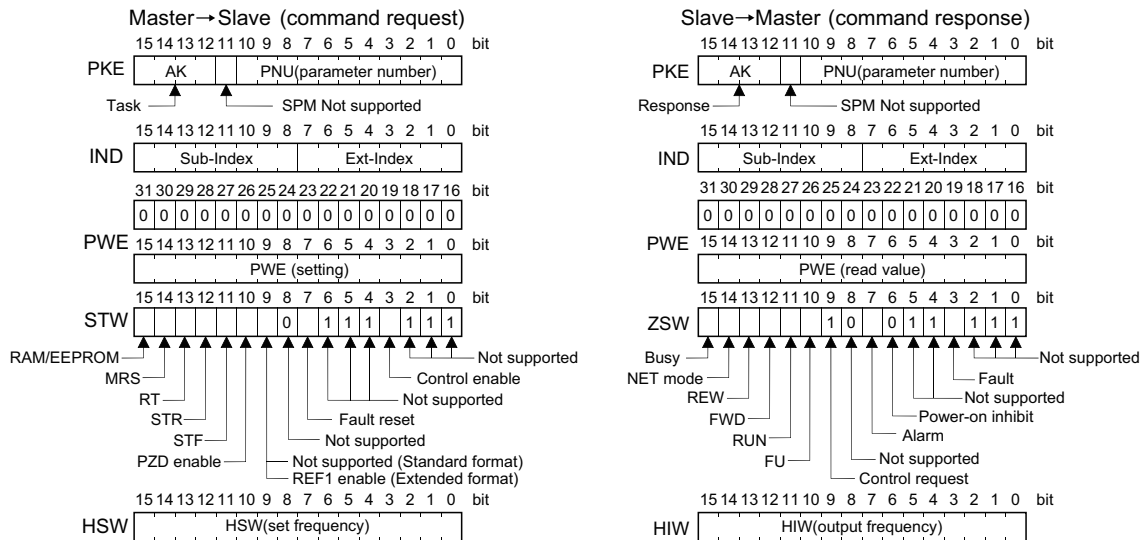 Master→Slave (command request)
15 14 13 12 11 10 9 8 7 6 5 4 3 2 1 0 bit
PKE AK PNU(parameter number)
Task SPM Not supported
15 14 13 12 11 10 9 8 7 6 5 4 3 2 1 0 bit
IND Sub-Index Ext-Index
31 30 29 28 27 26 25 24 23 22 21 20 19 18 17 16 bit
0 0 0 0 0 0 0 0 0 0 0 0 0 0 0 0
PWE 15 14 13 12 11 10 9 8 7 6 5 4 3 2 1 0 bit
PWE (setting)
15 14 13 12 11 10 9 8 7 6 5 4 3 2 1 0 bit
STW 0 1 1 1 1 1 1
RAM/EEPROM Not supported
MRS Control enable
RT Not supported
STR Fault reset
STF Not supported
PZD enable Not supported (Standard format)
REF1 enable (Extended format)
15 14 13 12 11 10 9 8 7 6 5 4 3 2 1 0 bit
HSW HSW(set frequency)
Slave→Master (command response)
15 14 13 12 11 10 9 8 7 6 5 4 3 2 1 0 bit
PKE AK PNU(parameter number)
Response SPM Not supported
15 14 13 12 11 10 9 8 7 6 5 4 3 2 1 0 bit
IND Sub-Index Ext-Index
31 30 29 28 27 26 25 24 23 22 21 20 19 18 17 16 bit
0 0 0 0 0 0 0 0 0 0 0 0 0 0 0 0
PWE 15 14 13 12 11 10 9 8 7 6 5 4 3 2 1 0 bit
PWE (read value)
15 14 13 12 11 10 9 8 7 6 5 4 3 2 1 0 bit
ZSW 1 0 0 1 1 1 1 1
Busy Not supported
NET mode Fault
REW Not supported
FWD Power-on inhibit
RUN Alarm
FU Not supported
Control request
15 14 13 12 11 10 9 8 7 6 5 4 3 2 1 0 bit
HIW HIW(output frequency)